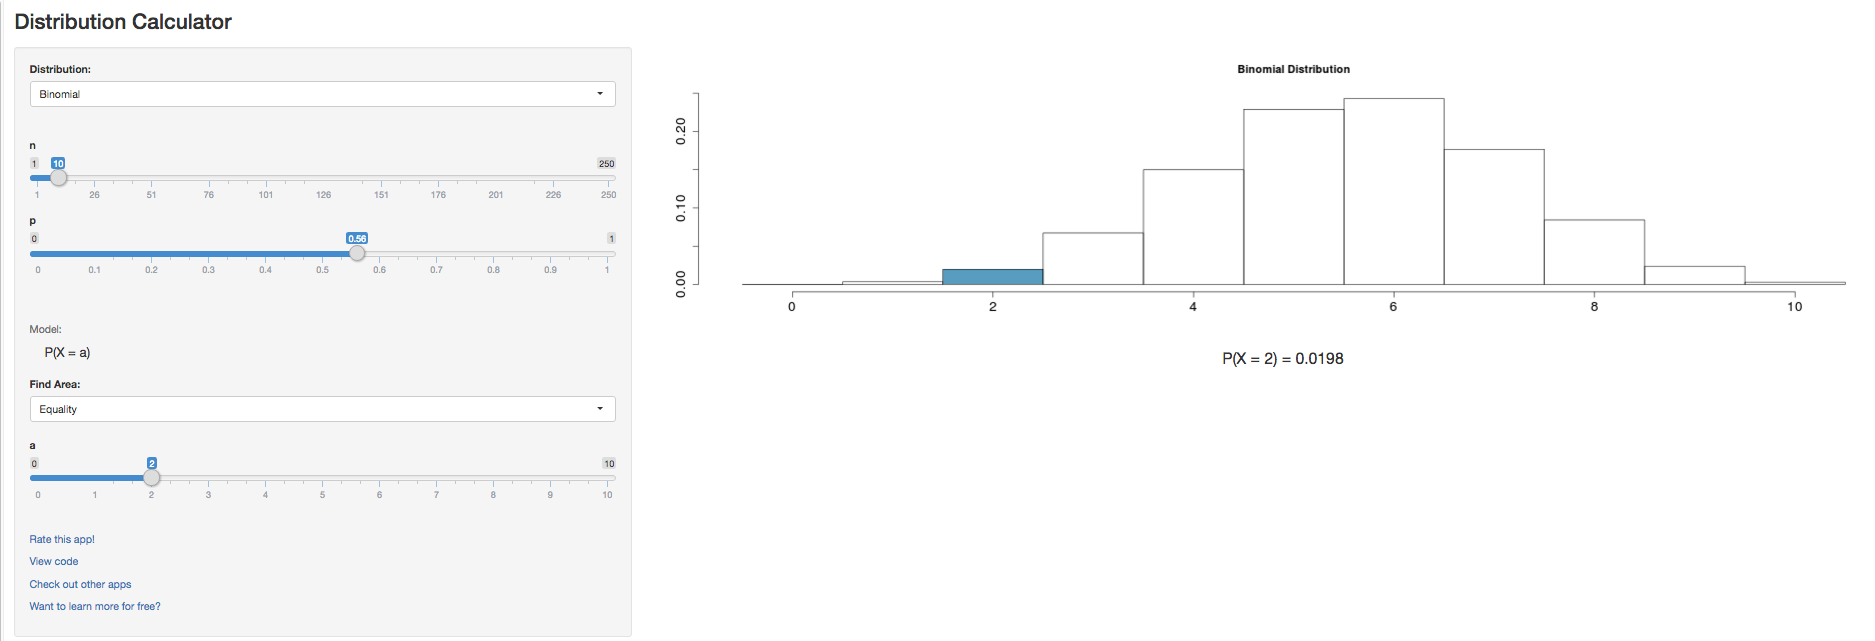 Distribution Calculator
Distribution:
Binomial
n
1 10 250
1 26 51 76 101 126 151 176 201 226 250
p
0 0.56 1
0 0.1 0.2 0.3 0.4 0.5 0.6 0.7 0.8 0.9 1
Model:
P(X = a)
Find Area:
Equality
a
0 2 10
0 1 2 3 4 5 6 7 8 9 10
Rate this app!
View code
Check out other apps
Want to learn more for free?
Binomial Distribution
0.20
0.10
0.00
0 2 4 6 8 10
P(X = 2) = 0.0198